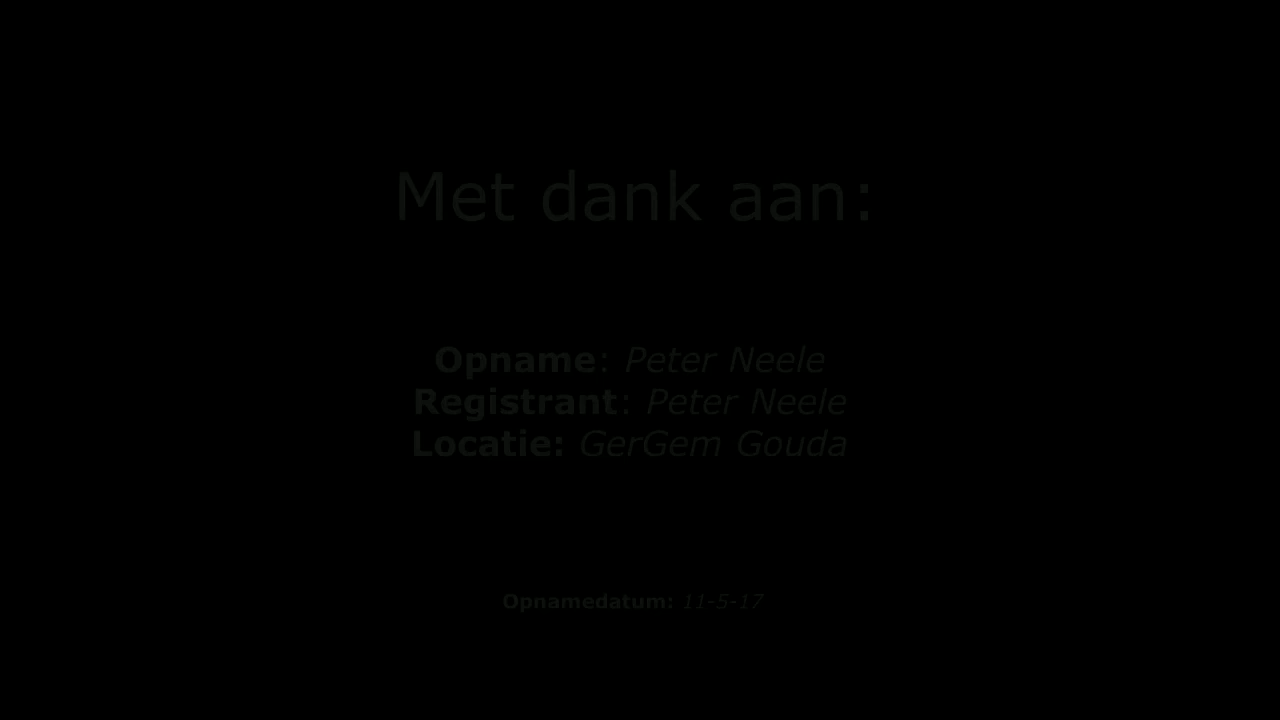 Met dank aan:
Opname: Peter Neele
Registrant: Peter Neele
Locatie: GerGem Gouda
Opnamedatum: 11-5-17